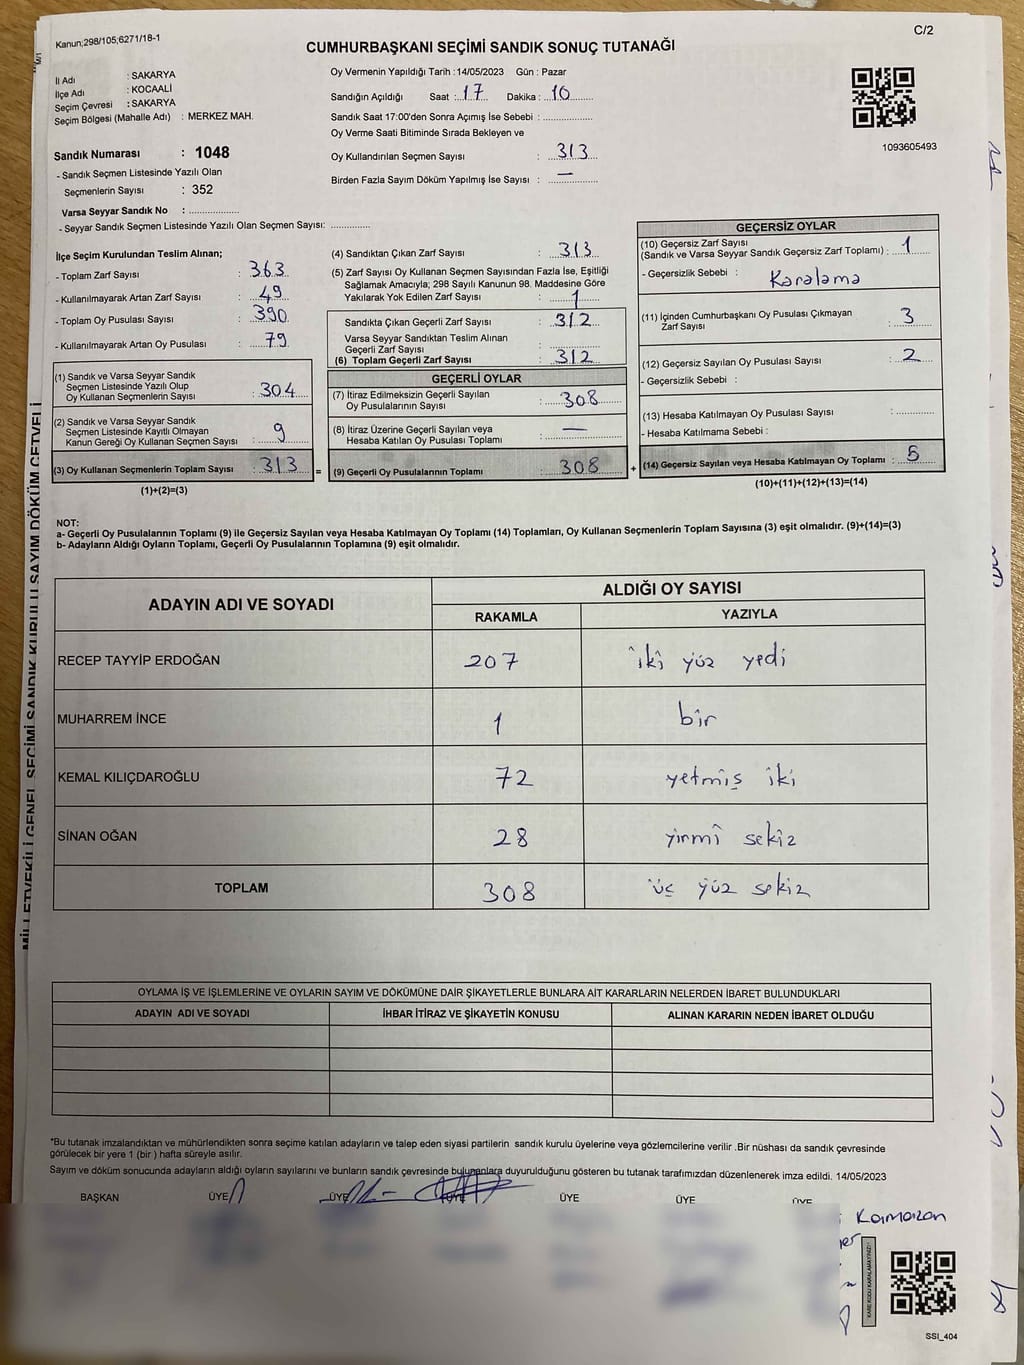 Kanun;298/105;6271/18-1
C/2
CUMHURBAŞKANI SEÇİMİ SANDIK SONUÇ TUTANAĞI
İl Adı : SAKARYA
İlçe Adı : KOCAALİ
Seçim Çevresi : SAKARYA
Seçim Bölgesi (Mahalle Adı) : MERKEZ MAH.
Sandık Numarası : 1048
- Sandık Seçmen Listesinde Yazılı Olan
Seçmenlerin Sayısı : 352
Varsa Seyyar Sandık No : ..................
- Seyyar Sandık Seçmen Listesinde Yazılı Olan Seçmen Sayısı: ..............
Oy Vermenin Yapıldığı Tarih :14/05/2023 Gün : Pazar
Sandığın Açıldığı Saat : 17 Dakika : 10
Sandık Saat 17:00'den Sonra Açımış İse Sebebi : ..................
Oy Verme Saati Bitiminde Sırada Bekleyen ve
Oy Kullandırılan Seçmen Sayısı : 313
Birden Fazla Sayım Döküm Yapılmış İse Sayısı : —
1093605493
İlçe Seçim Kurulundan Teslim Alınan;
- Toplam Zarf Sayısı : 363
- Kullanılmayarak Artan Zarf Sayısı : 49
- Toplam Oy Pusulası Sayısı : 390
- Kullanılmayarak Artan Oy Pusulası : 79
(1) Sandık ve Varsa Seyyar Sandık
Seçmen Listesinde Yazılı Olup
Oy Kullanan Seçmenlerin Sayısı : 304
(2) Sandık ve Varsa Seyyar Sandık
Seçmen Listesinde Kayıtlı Olmayan
Kanun Gereği Oy Kullanan Seçmen Sayısı : 9
(3) Oy Kullanan Seçmenlerin Toplam Sayısı : 313 =
(1)+(2)=(3)
(4) Sandıktan Çıkan Zarf Sayısı : 313
(5) Zarf Sayısı Oy Kullanan Seçmen Sayısından Fazla İse, Eşitliği
Sağlamak Amacıyla; 298 Sayılı Kanunun 98. Maddesine Göre
Yakılarak Yok Edilen Zarf Sayısı : 1
Sandıkta Çıkan Geçerli Zarf Sayısı : 312
Varsa Seyyar Sandıktan Teslim Alınan
Geçerli Zarf Sayısı : ..................
(6) Toplam Geçerli Zarf Sayısı : 312
GEÇERLİ OYLAR
(7) İtiraz Edilmeksizin Geçerli Sayılan
Oy Pusulalarının Sayısı : 308
(8) İtiraz Üzerine Geçerli Sayılan veya
Hesaba Katılan Oy Pusulası Toplamı : —
(9) Geçerli Oy Pusulalarının Toplamı : 308 +
GEÇERSİZ OYLAR
(10) Geçersiz Zarf Sayısı
(Sandık ve Varsa Seyyar Sandık Geçersiz Zarf Toplamı) : 1
- Geçersizlik Sebebi : Karalama
(11) İçinden Cumhurbaşkanı Oy Pusulası Çıkmayan
Zarf Sayısı : 3
(12) Geçersiz Sayılan Oy Pusulası Sayısı : 2
- Geçersizlik Sebebi :
(13) Hesaba Katılmayan Oy Pusulası Sayısı : ..............
- Hesaba Katılmama Sebebi :
(14) Geçersiz Sayılan veya Hesaba Katılmayan Oy Toplamı : 5
(10)+(11)+(12)+(13)=(14)
NOT:
a- Geçerli Oy Pusulalarının Toplamı (9) ile Geçersiz Sayılan veya Hesaba Katılmayan Oy Toplamı (14) Toplamları, Oy Kullanan Seçmenlerin Toplam Sayısına (3) eşit olmalıdır. (9)+(14)=(3)
b- Adayların Aldığı Oyların Toplamı, Geçerli Oy Pusulalarının Toplamına (9) eşit olmalıdır.
ADAYIN ADI VE SOYADI
ALDIĞI OY SAYISI
RAKAMLA YAZIYLA
RECEP TAYYİP ERDOĞAN 207 iki yüz yedi
MUHARREM İNCE 1 bir
KEMAL KILIÇDAROĞLU 72 yetmiş iki
SİNAN OĞAN 28 yirmi sekiz
TOPLAM 308 üç yüz sekiz
OYLAMA İŞ VE İŞLEMLERİNE VE OYLARIN SAYIM VE DÖKÜMÜNE DAİR ŞİKAYETLERLE BUNLARA AİT KARARLARIN NELERDEN İBARET BULUNDUKLARI
ADAYIN ADI VE SOYADI İHBAR İTİRAZ VE ŞİKAYETİN KONUSU ALINAN KARARIN NEDEN İBARET OLDUĞU
*Bu tutanak imzalandıktan ve mühürlendikten sonra seçime katılan adayların ve talep eden siyasi partilerin sandık kurulu üyelerine veya gözlemcilerine verilir .Bir nüshası da sandık çevresinde
görülecek bir yere 1 (bir ) hafta süreyle asılır.
Sayım ve döküm sonucunda adayların aldığı oyların sayılarını ve bunların sandık çevresinde bulunanlara duyurulduğunu gösteren bu tutanak tarafımızdan düzenlenerek imza edildi. 14/05/2023
BAŞKAN ÜYE ÜYE ÜYE ÜYE ÜYE ÜYE
KARE KODU KARALAMAYINIZ!
SSI_404
MİLLETVEKİLİ GENEL SEÇİMİ SANDIK KURULU SAYIM DÖKÜM CETVELİ